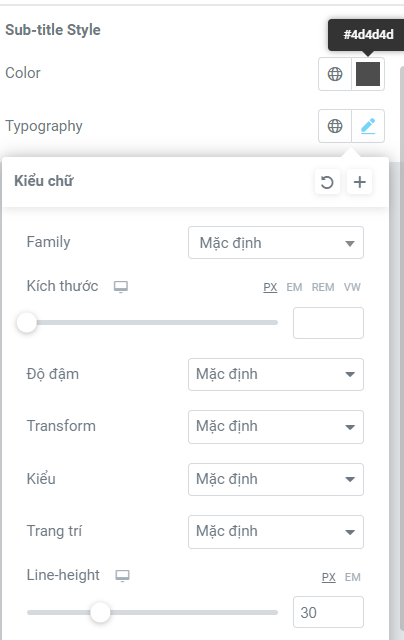 Sub-title Style
#4d4d4d
Color
Typography
Kiểu chữ
Family
Mặc định
Kích thước
PX EM REM VW
Độ đậm
Mặc định
Transform
Mặc định
Kiểu
Mặc định
Trang trí
Mặc định
Line-height
PX EM
30